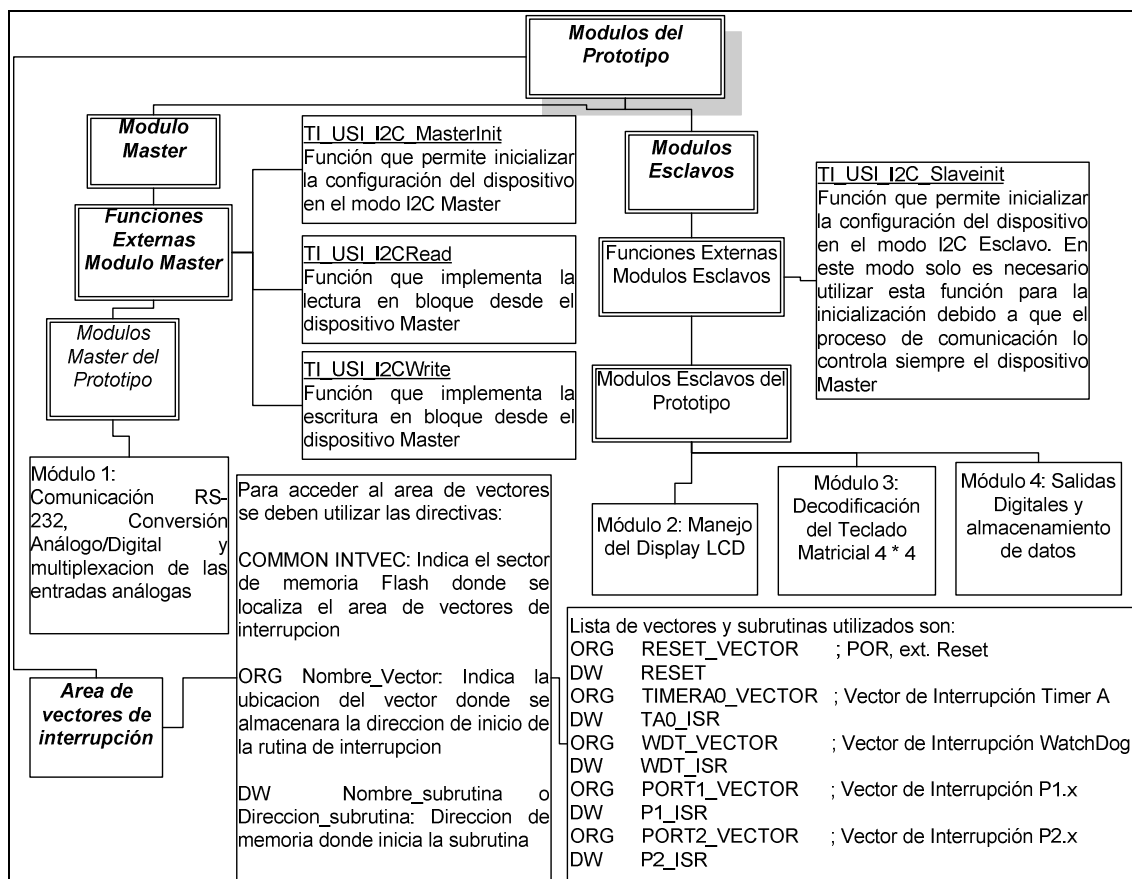 Modulos del
Prototipo
Modulo
Master
Funciones
Externas
Modulo Master
Modulos
Master del
Prototipo
Módulo 1:
Comunicación RS-
232, Conversión
Análogo/Digital y
multiplexacion de las
entradas análogas
TI_USI_I2C_MasterInit
Función que permite inicializar
la configuración del dispositivo
en el modo I2C Master
TI_USI_I2CRead
Función que implementa la
lectura en bloque desde el
dispositivo Master
TI_USI_I2CWrite
Función que implementa la
escritura en bloque desde el
dispositivo Master
Modulos
Esclavos
Funciones Externas
Modulos Esclavos
Modulos Esclavos del
Prototipo
TI_USI_I2C_Slaveinit
Función que permite inicializar
la configuración del dispositivo
en el modo I2C Esclavo. En
este modo solo es necesario
utilizar esta función para la
inicialización debido a que el
proceso de comunicación lo
controla siempre el dispositivo
Master
Módulo 2: Manejo
del Display LCD
Módulo 3:
Decodificación
del Teclado
Matricial 4 * 4
Módulo 4: Salidas
Digitales y
almacenamiento
de datos
Area de
vectores de
interrupción
Para acceder al area de vectores
se deben utilizar las directivas:
COMMON INTVEC: Indica el sector
de memoria Flash donde se
localiza el area de vectores de
interrupcion
ORG Nombre_Vector: Indica la
ubicacion del vector donde se
almacenara la direccion de inicio de
la rutina de interrupcion
DW Nombre_subrutina o
Direccion_subrutina: Direccion de
memoria donde inicia la subrutina
Lista de vectores y subrutinas utilizados son:
ORG RESET_VECTOR ; POR, ext. Reset
DW RESET
ORG TIMERA0_VECTOR ; Vector de Interrupción Timer A
DW TA0_ISR
ORG WDT_VECTOR ; Vector de Interrupción WatchDog
DW WDT_ISR
ORG PORT1_VECTOR ; Vector de Interrupción P1.x
DW P1_ISR
ORG PORT2_VECTOR ; Vector de Interrupción P2.x
DW P2_ISR